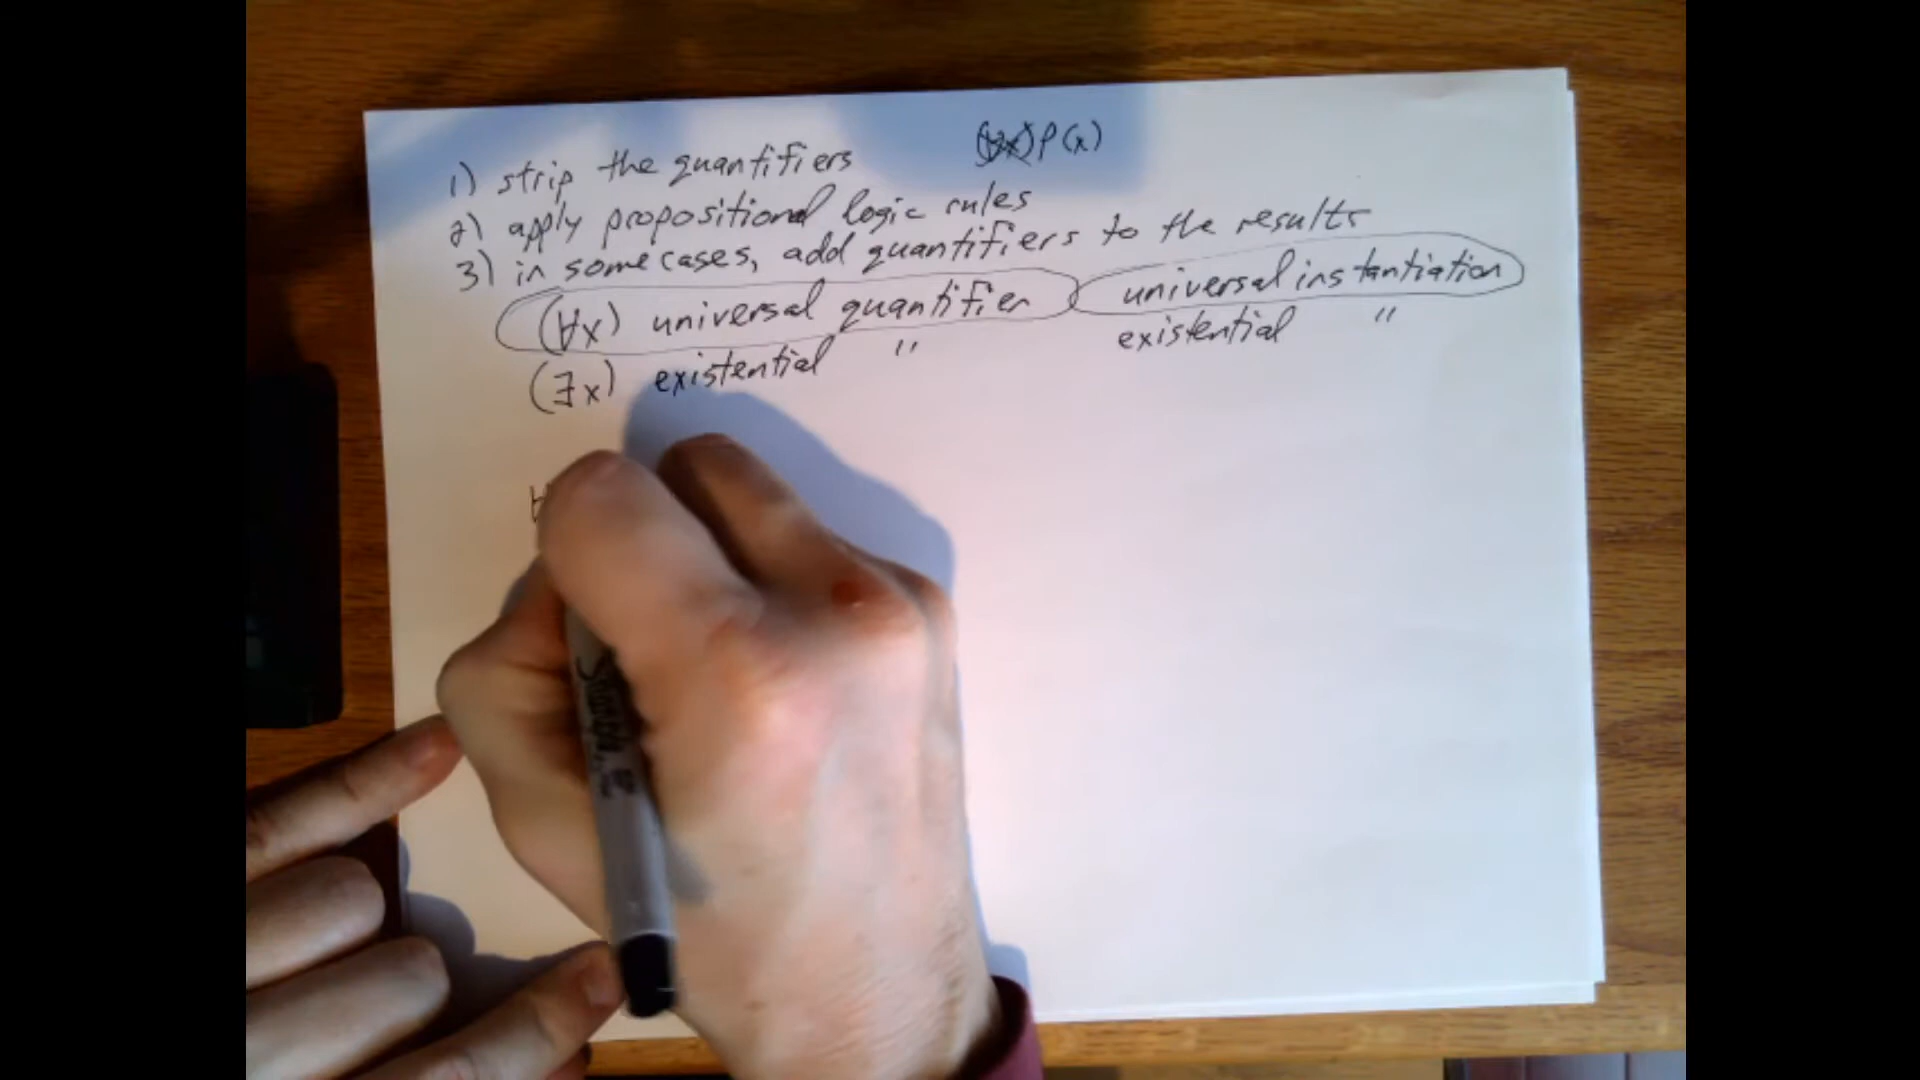 (∀x) P(x)
1) strip the quantifiers
2) apply propositional logic rules
3) in some cases, add quantifiers to the results
(∀x) universal quantifier universal instantiation
(∃x) existential " existential "
∀
Sharpie